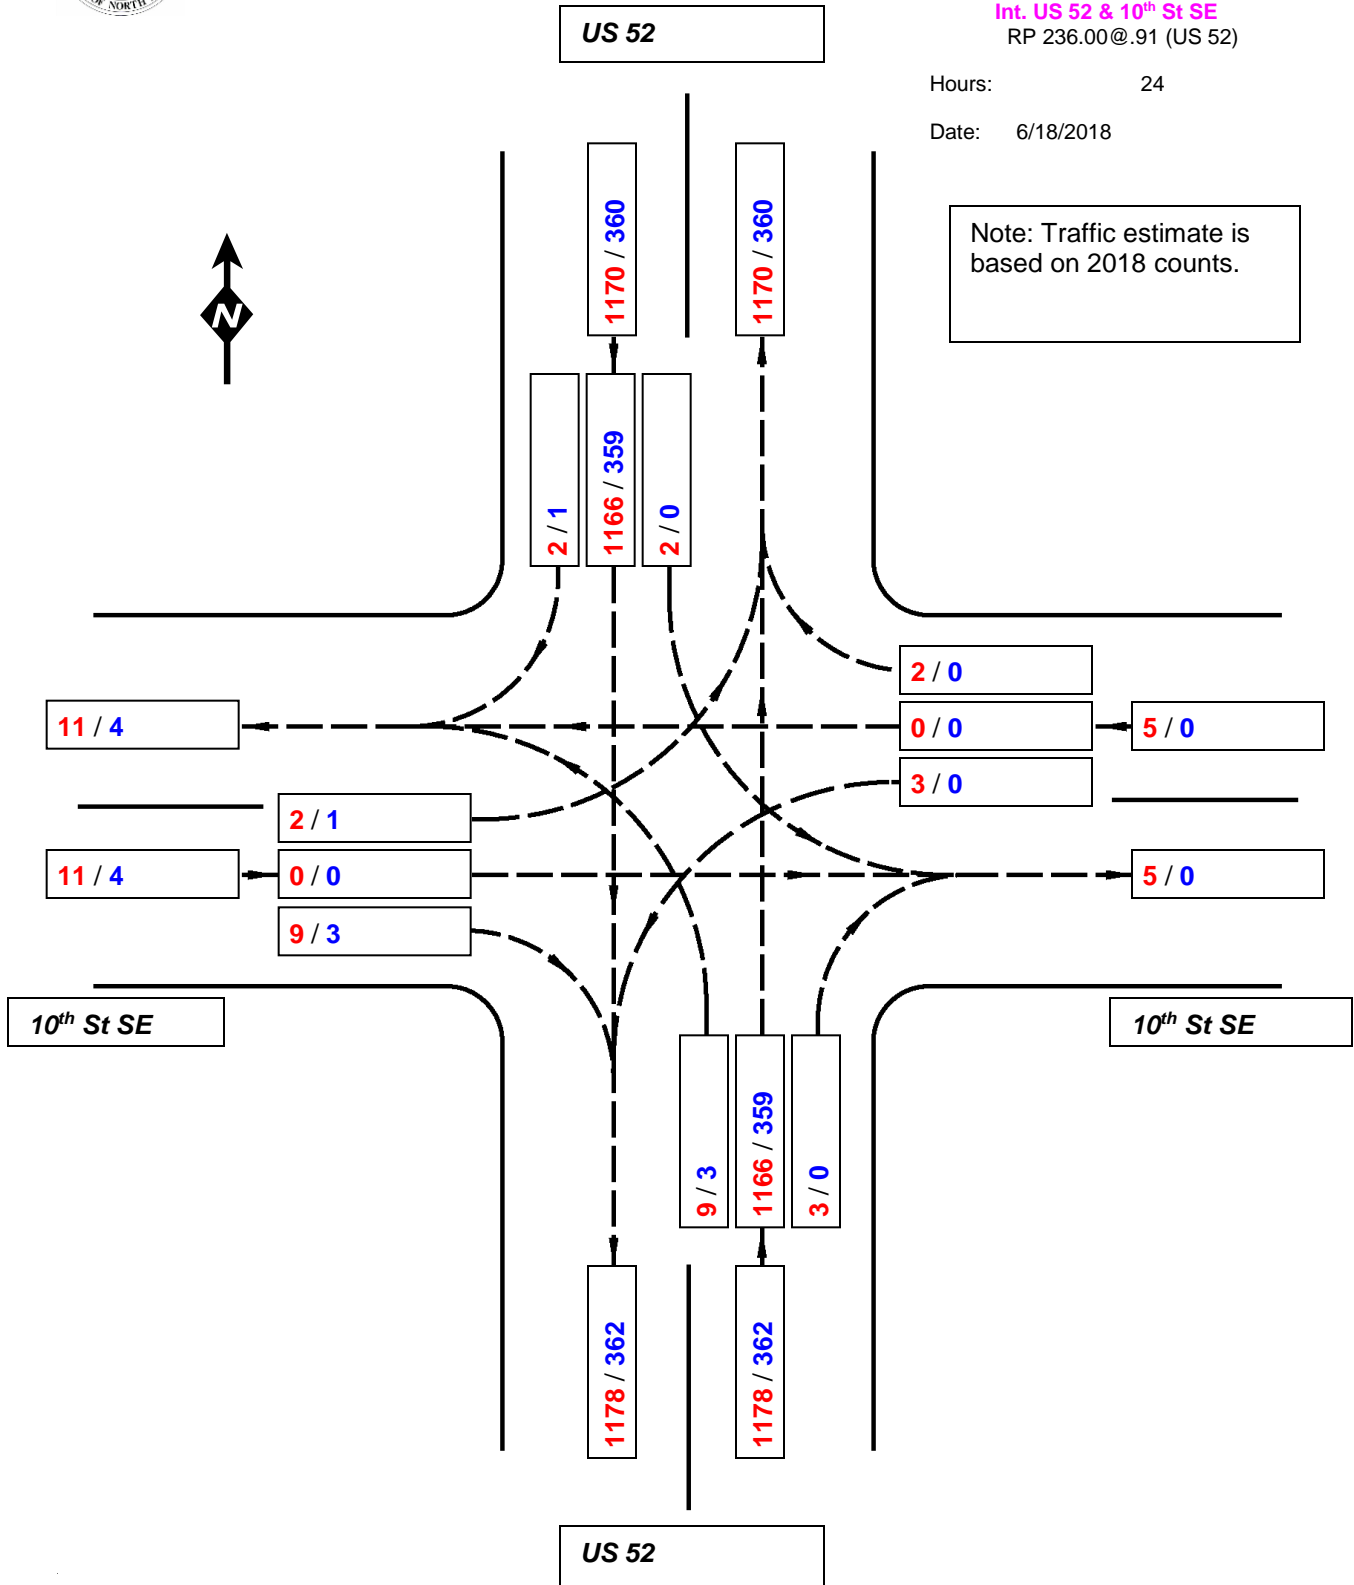 OF NORTH
US 52
Int. US 52 & 10th St SE
RP 236.00@.91 (US 52)
Hours: 24
Date: 6/18/2018
Note: Traffic estimate is
based on 2018 counts.
N
1170 / 360
1170 / 360
2 / 1
1166 / 359
2 / 0
2 / 0
11 / 4
0 / 0
5 / 0
3 / 0
2 / 1
11 / 4
0 / 0
5 / 0
9 / 3
10th St SE
10th St SE
9 / 3
1166 / 359
3 / 0
1178 / 362
1178 / 362
US 52